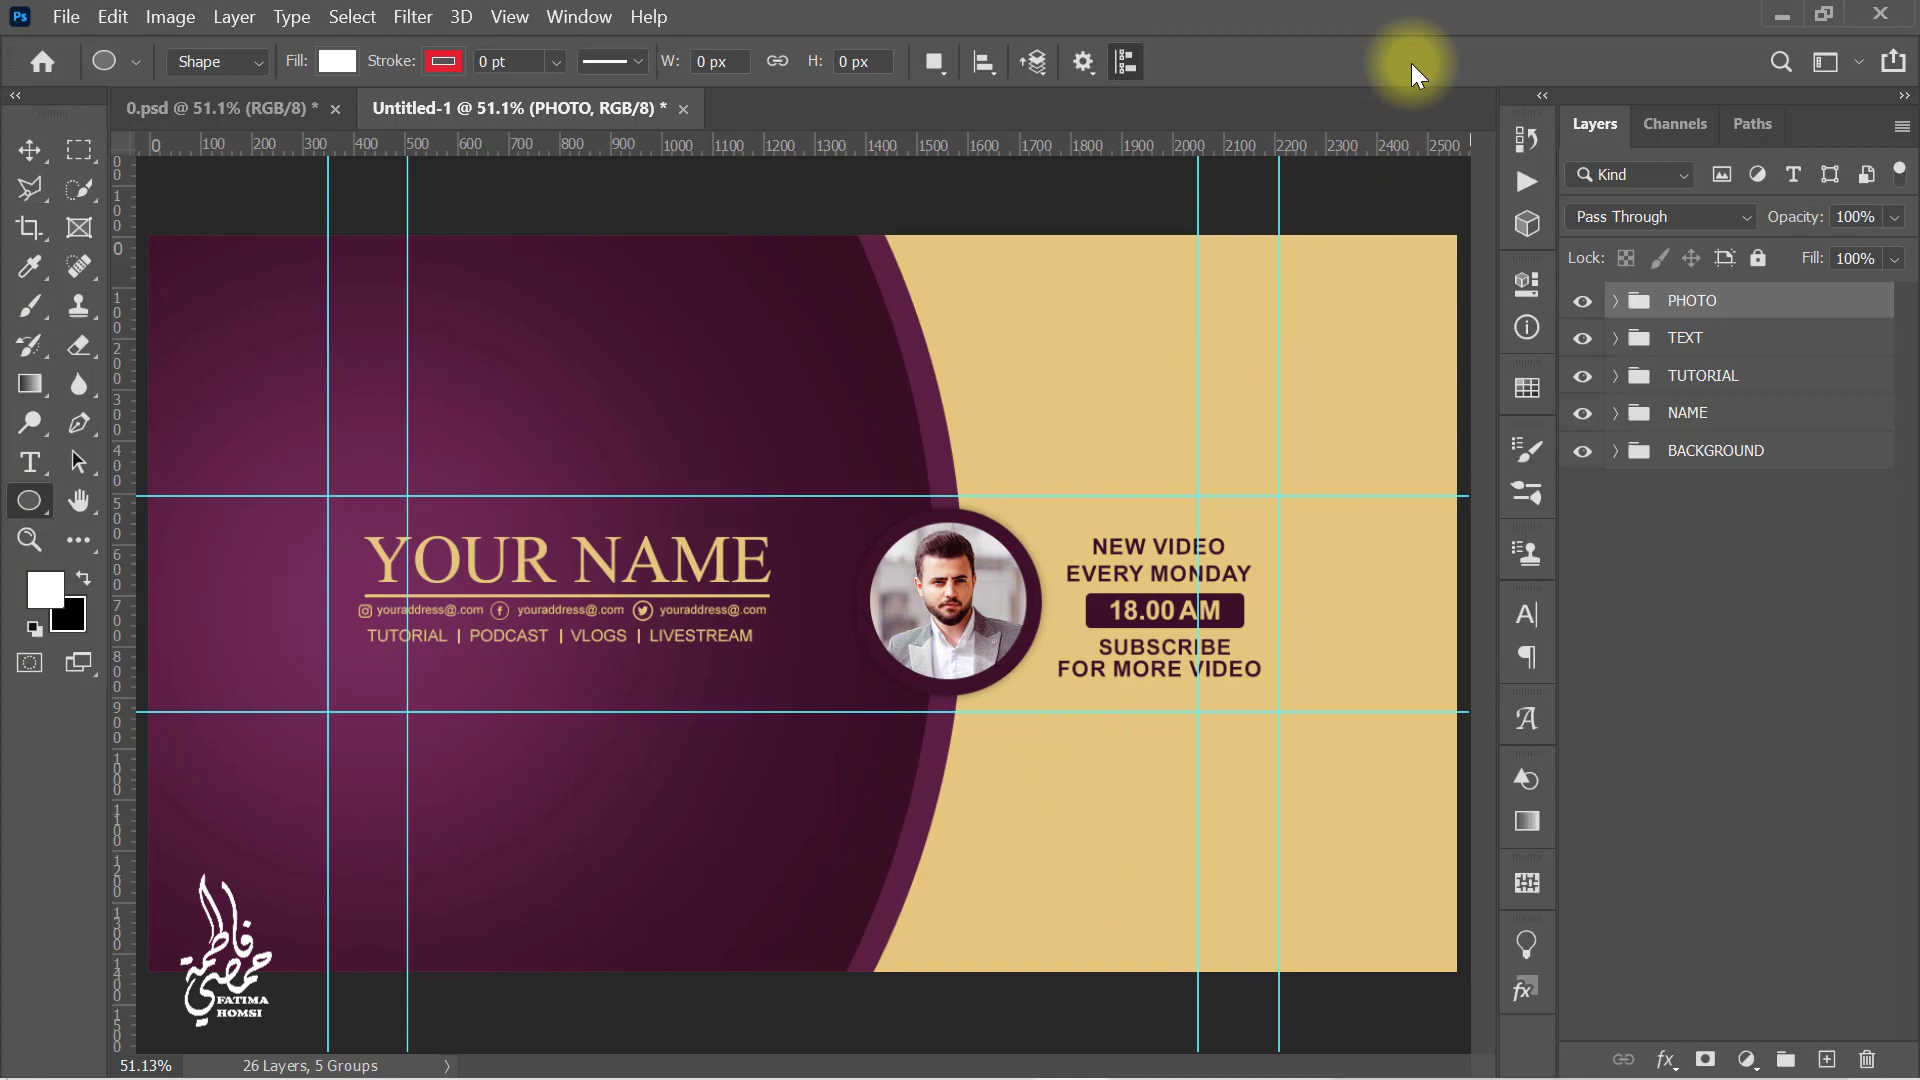 Ps File Edit Image Layer Type Select Filter 3D View Window Help
Shape Fill: Stroke: 0 pt W: 0 px H: 0 px
0.psd @ 51.1% (RGB/8) * × Untitled-1 @ 51.1% (PHOTO, RGB/8) * ×
0 100 200 300 400 500 600 700 800 900 1000 1100 1200 1300 1400 1500 1600 1700 1800 1900 2000 2100 2200 2300 2400 2500
Layers Channels Paths
Kind
Pass Through Opacity: 100%
Lock: Fill: 100%
PHOTO
TEXT
TUTORIAL
NAME
BACKGROUND
YOUR NAME
youraddress@.com youraddress@.com youraddress@.com
TUTORIAL | PODCAST | VLOGS | LIVESTREAM
NEW VIDEO
EVERY MONDAY
18.00 AM
SUBSCRIBE
FOR MORE VIDEO
فاطمة
حمصي
FATIMA
HOMSI
51.13% 26 Layers, 5 Groups